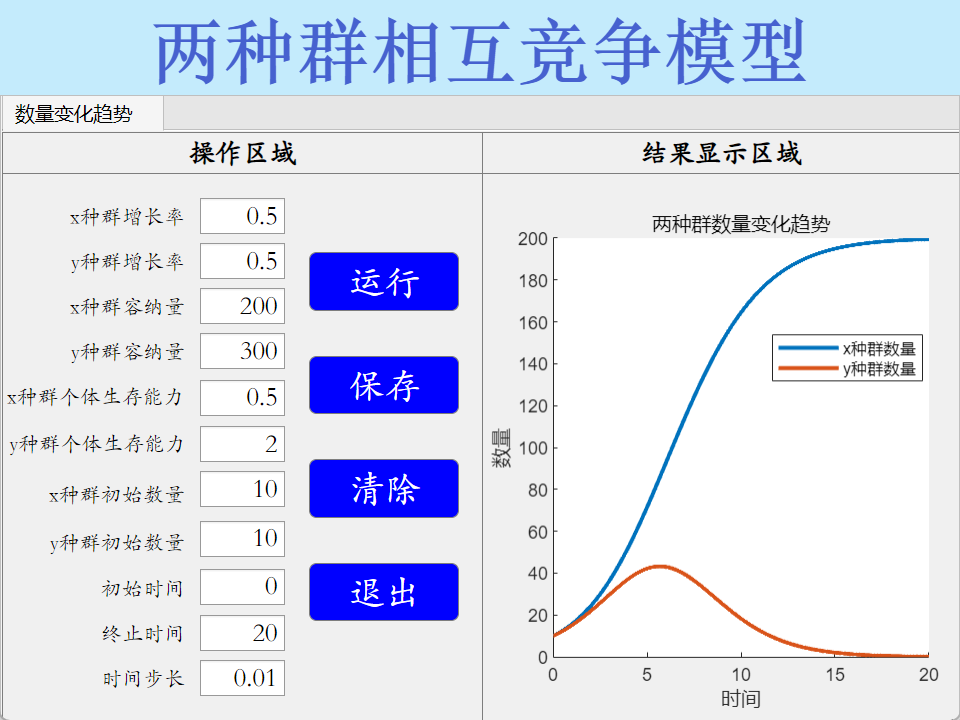 两种群相互竞争模型
数量变化趋势
操作区域
x种群增长率 0.5
y种群增长率 0.5
x种群容纳量 200
y种群容纳量 300
x种群个体生存能力 0.5
y种群个体生存能力 2
x种群初始数量 10
y种群初始数量 10
初始时间 0
终止时间 20
时间步长 0.01
运行
保存
清除
退出
结果显示区域
两种群数量变化趋势
200
180
160
140
120
100
80
60
40
20
0
数量
x种群数量
y种群数量
0 5 10 15 20
时间